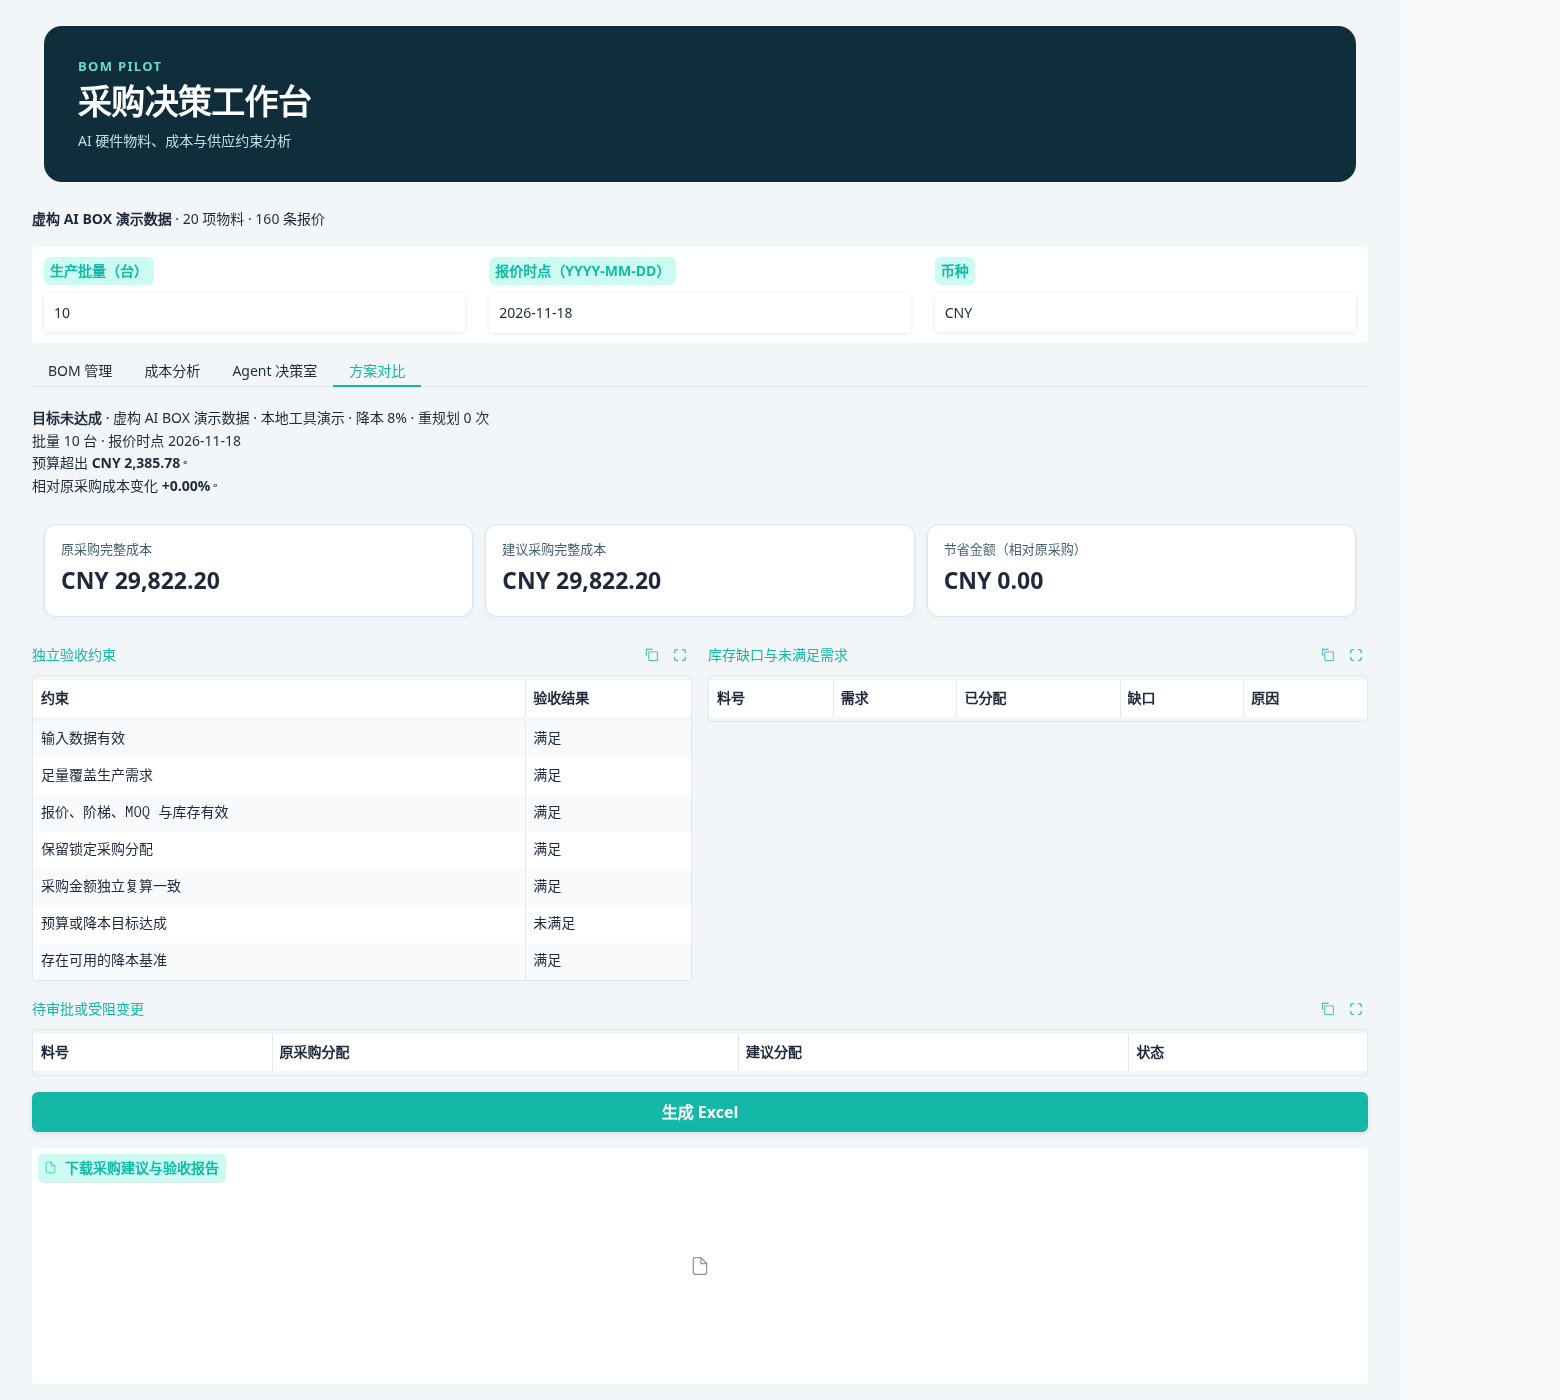 BOM PILOT
采购决策工作台
AI 硬件物料、成本与供应约束分析
虚构 AI BOX 演示数据 · 20 项物料 · 160 条报价
生产批量（台）
报价时点（YYYY-MM-DD）
币种
10
2026-11-18
CNY
BOM 管理
成本分析
Agent 决策室
方案对比
目标未达成 · 虚构 AI BOX 演示数据 · 本地工具演示 · 降本 8% · 重规划 0 次
批量 10 台 · 报价时点 2026-11-18
预算超出 CNY 2,385.78。
相对原采购成本变化 +0.00%。
原采购完整成本
CNY 29,822.20
建议采购完整成本
CNY 29,822.20
节省金额（相对原采购）
CNY 0.00
独立验收约束
约束 验收结果
输入数据有效 满足
足量覆盖生产需求 满足
报价、阶梯、MOQ 与库存有效 满足
保留锁定采购分配 满足
采购金额独立复算一致 满足
预算或降本目标达成 未满足
存在可用的降本基准 满足
库存缺口与未满足需求
料号 需求 已分配 缺口 原因
待审批或受阻变更
料号 原采购分配 建议分配 状态
生成 Excel
下载采购建议与验收报告